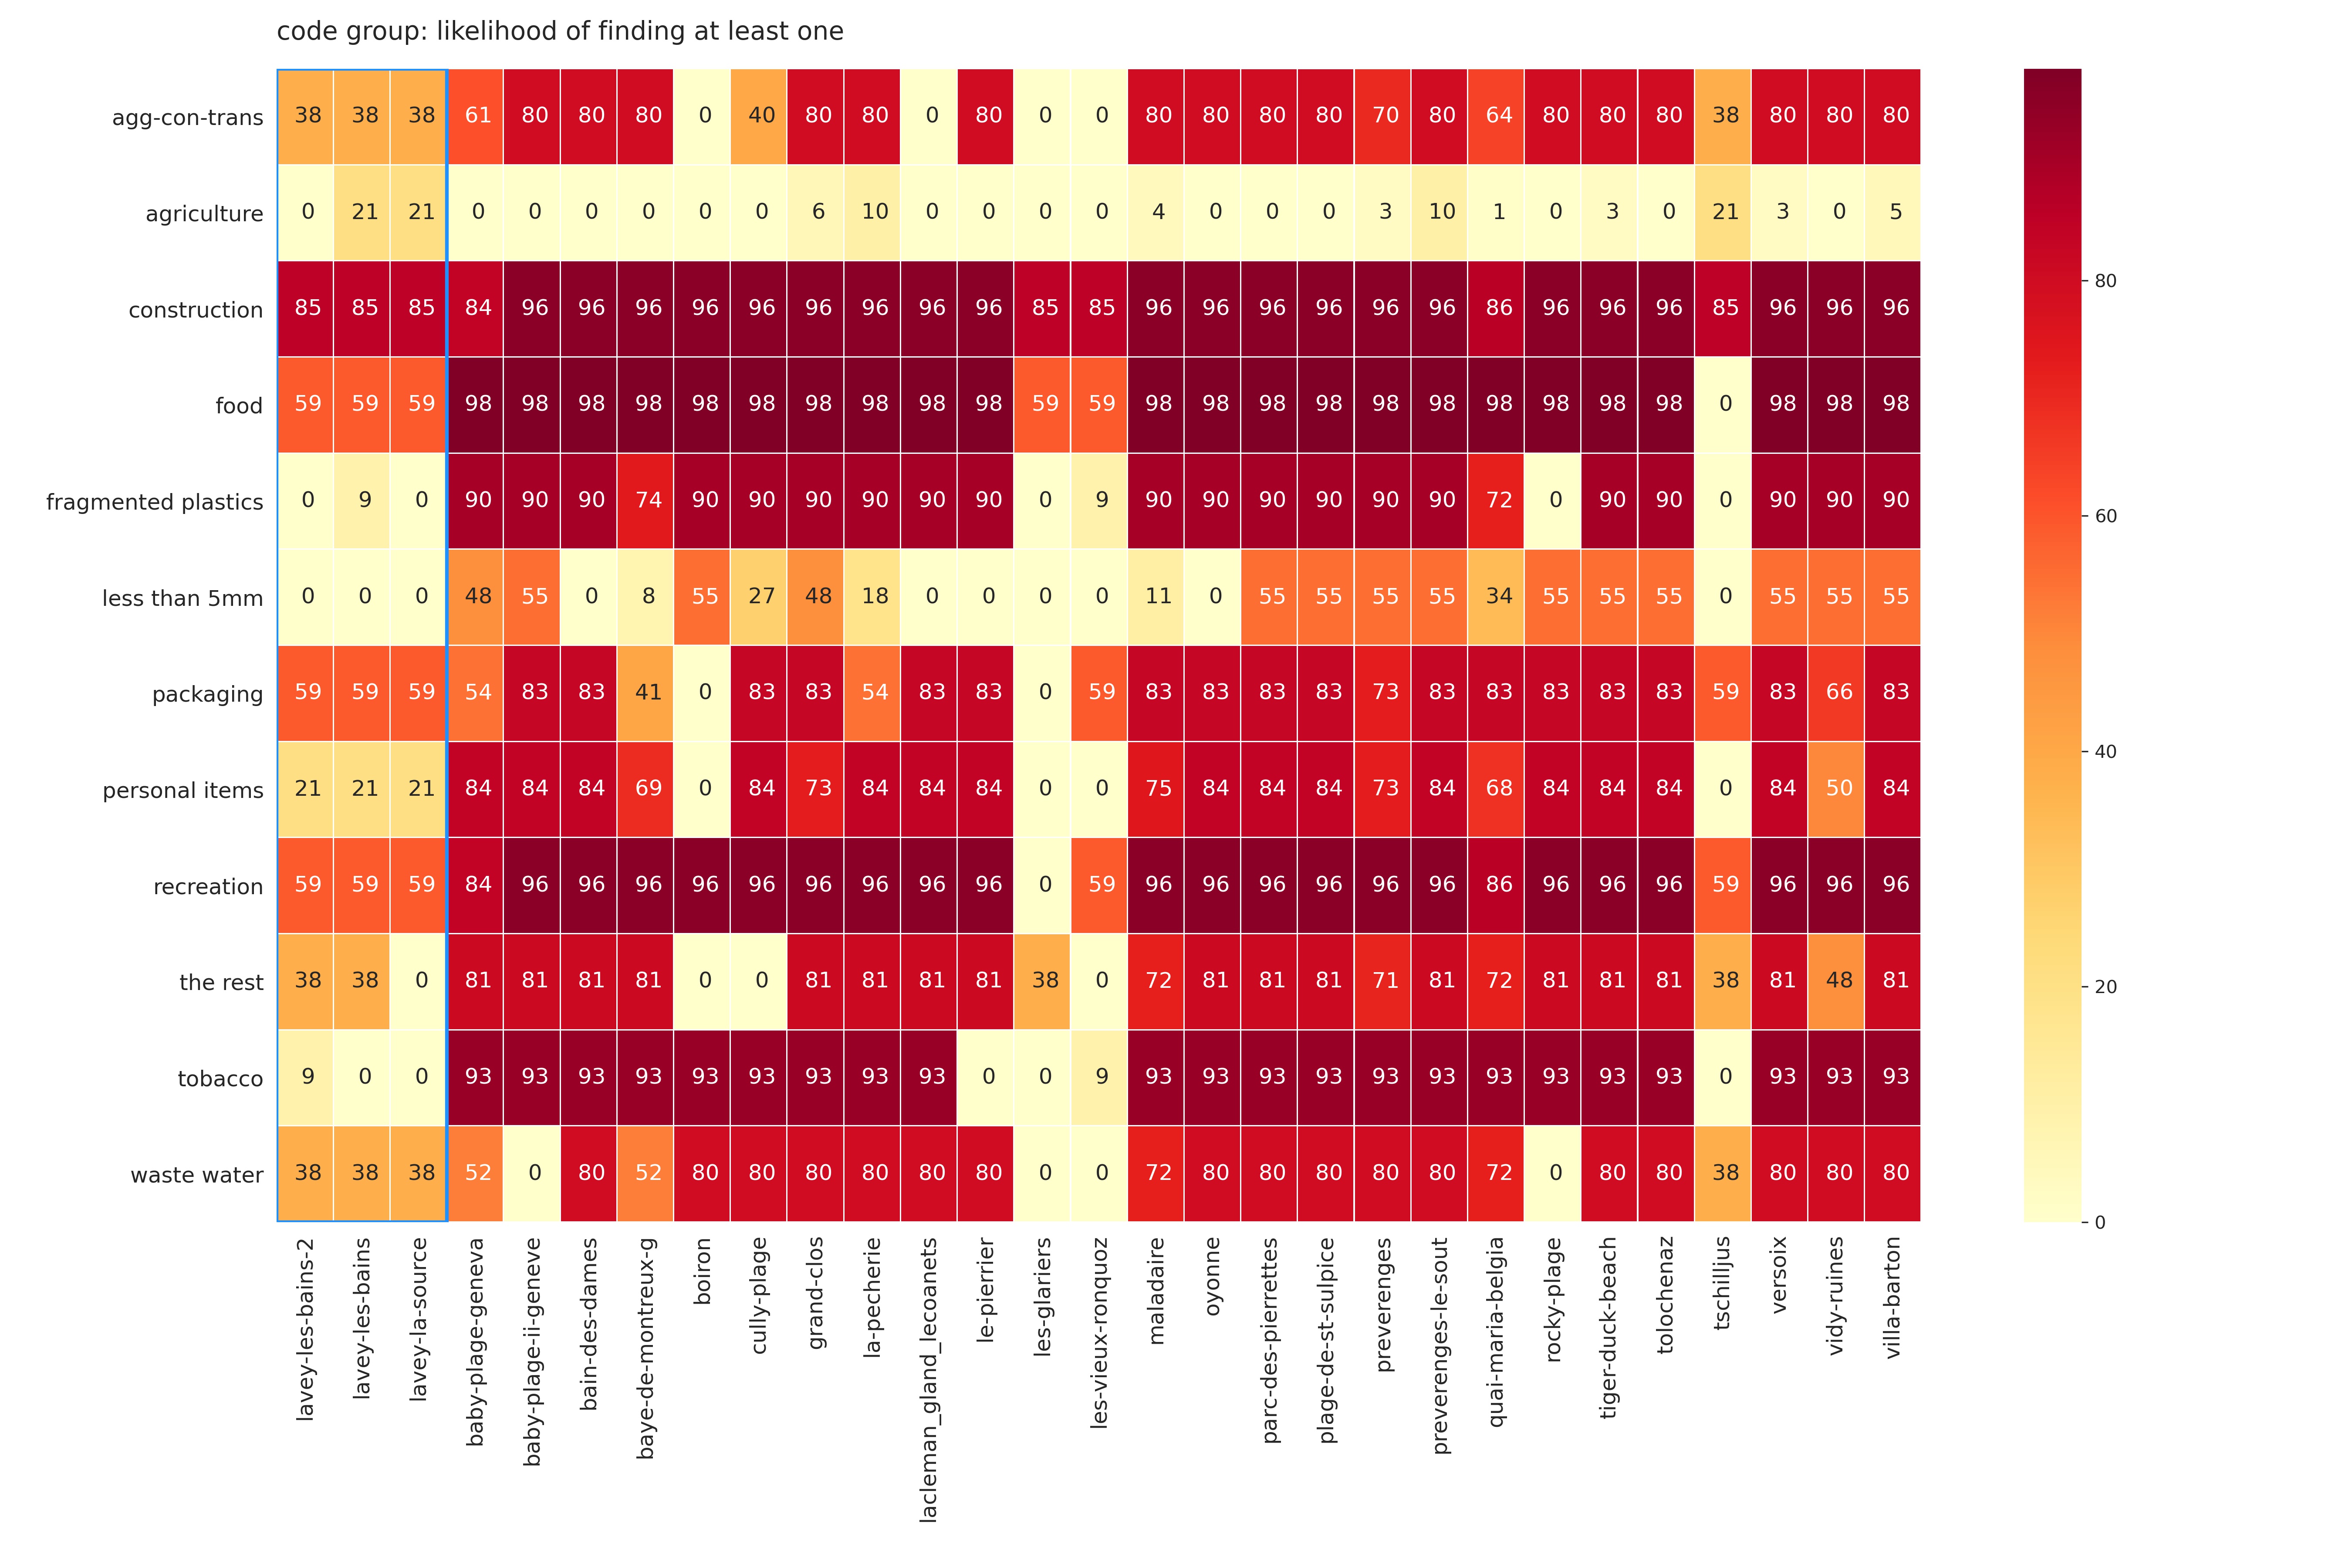 code group: likelihood of finding at least one
agg-con-trans 38 38 38 61 80 80 80 0 40 80 80 0 80 0 0 80 80 80 80 70 80 64 80 80 80 38 80 80 80
agriculture 0 21 21 0 0 0 0 0 0 6 10 0 0 0 0 4 0 0 0 3 10 1 0 3 0 21 3 0 5
construction 85 85 85 84 96 96 96 96 96 96 96 96 96 85 85 96 96 96 96 96 96 86 96 96 96 85 96 96 96
food 59 59 59 98 98 98 98 98 98 98 98 98 98 59 59 98 98 98 98 98 98 98 98 98 98 0 98 98 98
fragmented plastics 0 9 0 90 90 90 74 90 90 90 90 90 90 0 9 90 90 90 90 90 90 72 0 90 90 0 90 90 90
less than 5mm 0 0 0 48 55 0 8 55 27 48 18 0 0 0 0 11 0 55 55 55 55 34 55 55 55 0 55 55 55
packaging 59 59 59 54 83 83 41 0 83 83 54 83 83 0 59 83 83 83 83 73 83 83 83 83 83 59 83 66 83
personal items 21 21 21 84 84 84 69 0 84 73 84 84 84 0 0 75 84 84 84 73 84 68 84 84 84 0 84 50 84
recreation 59 59 59 84 96 96 96 96 96 96 96 96 96 0 59 96 96 96 96 96 96 86 96 96 96 59 96 96 96
the rest 38 38 0 81 81 81 81 0 0 81 81 81 81 38 0 72 81 81 81 71 81 72 81 81 81 38 81 48 81
tobacco 9 0 0 93 93 93 93 93 93 93 93 93 0 0 9 93 93 93 93 93 93 93 93 93 93 0 93 93 93
waste water 38 38 38 52 0 80 52 80 80 80 80 80 80 0 0 72 80 80 80 80 80 72 0 80 80 38 80 80 80
lavey-les-bains-2
lavey-les-bains
lavey-la-source
baby-plage-geneva
baby-plage-ii-geneve
bain-des-dames
baye-de-montreux-g
boiron
cully-plage
grand-clos
la-pecherie
lacleman_gland_lecoanets
le-pierrier
les-glariers
les-vieux-ronquoz
maladaire
oyonne
parc-des-pierrettes
plage-de-st-sulpice
preverenges
preverenges-le-sout
quai-maria-belgia
rocky-plage
tiger-duck-beach
tolochenaz
tschilljus
versoix
vidy-ruines
villa-barton
80
60
40
20
0